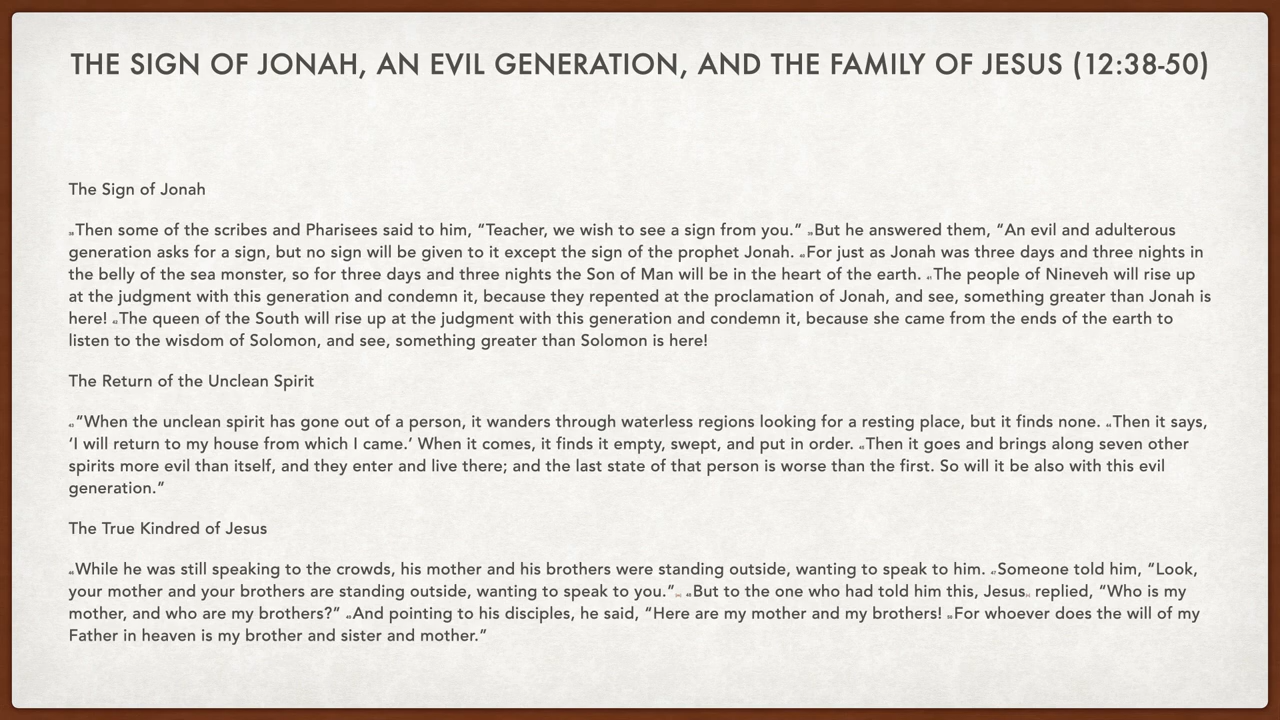 THE SIGN OF JONAH, AN EVIL GENERATION, AND THE FAMILY OF JESUS (12:38-50)
The Sign of Jonah
Then some of the scribes and Pharisees said to him, “Teacher, we wish to see a sign from you.” But he answered them, “An evil and adulterous
generation asks for a sign, but no sign will be given to it except the sign of the prophet Jonah. For just as Jonah was three days and three nights in
the belly of the sea monster, so for three days and three nights the Son of Man will be in the heart of the earth. The people of Nineveh will rise up
at the judgment with this generation and condemn it, because they repented at the proclamation of Jonah, and see, something greater than Jonah is
here! The queen of the South will rise up at the judgment with this generation and condemn it, because she came from the ends of the earth to
listen to the wisdom of Solomon, and see, something greater than Solomon is here!
The Return of the Unclean Spirit
“When the unclean spirit has gone out of a person, it wanders through waterless regions looking for a resting place, but it finds none. Then it says,
‘I will return to my house from which I came.’ When it comes, it finds it empty, swept, and put in order. Then it goes and brings along seven other
spirits more evil than itself, and they enter and live there; and the last state of that person is worse than the first. So will it be also with this evil
generation.”
The True Kindred of Jesus
While he was still speaking to the crowds, his mother and his brothers were standing outside, wanting to speak to him. Someone told him, “Look,
your mother and your brothers are standing outside, wanting to speak to you.” But to the one who had told him this, Jesus replied, “Who is my
mother, and who are my brothers?” And pointing to his disciples, he said, “Here are my mother and my brothers! For whoever does the will of my
Father in heaven is my brother and sister and mother.”